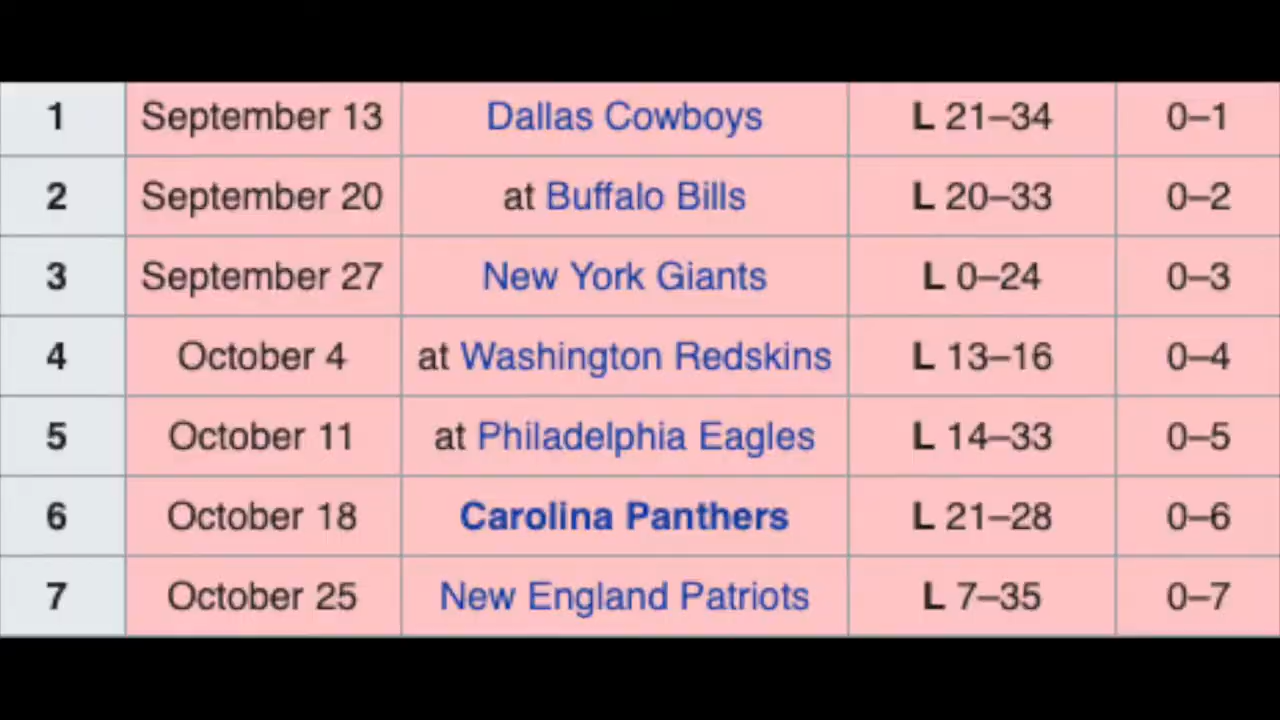 1 September 13 Dallas Cowboys L 21–34 0–1
2 September 20 at Buffalo Bills L 20–33 0–2
3 September 27 New York Giants L 0–24 0–3
4 October 4 at Washington Redskins L 13–16 0–4
5 October 11 at Philadelphia Eagles L 14–33 0–5
6 October 18 Carolina Panthers L 21–28 0–6
7 October 25 New England Patriots L 7–35 0–7